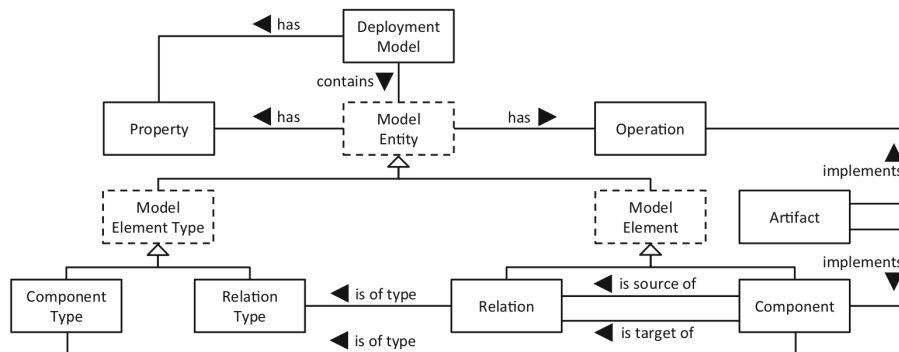 has
Deployment
Model
contains
Property
has
Model
Entity
has
Operation
implements
Model
Element Type
Model
Element
Artifact
implements
Component
Type
Relation
Type
is of type
Relation
is source of
Component
is of type
is target of